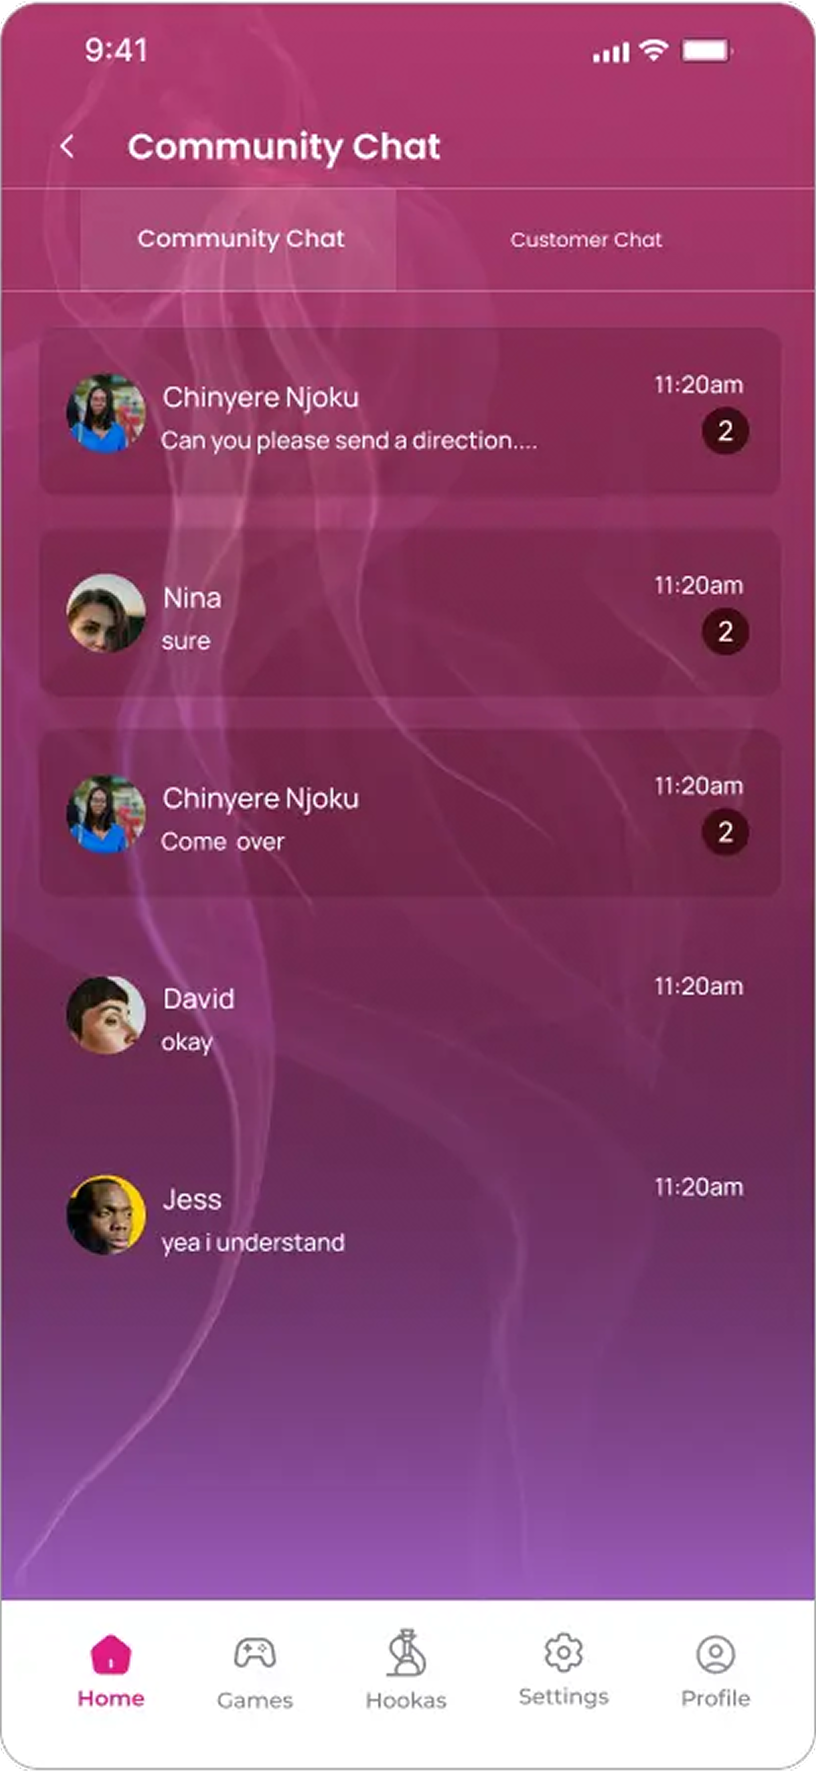 9:41
Community Chat
Community Chat Customer Chat
Chinyere Njoku 11:20am
Can you please send a direction.... 2
Nina 11:20am
sure 2
Chinyere Njoku 11:20am
Come over 2
David 11:20am
okay
Jess 11:20am
yea i understand
Home Games Hookas Settings Profile